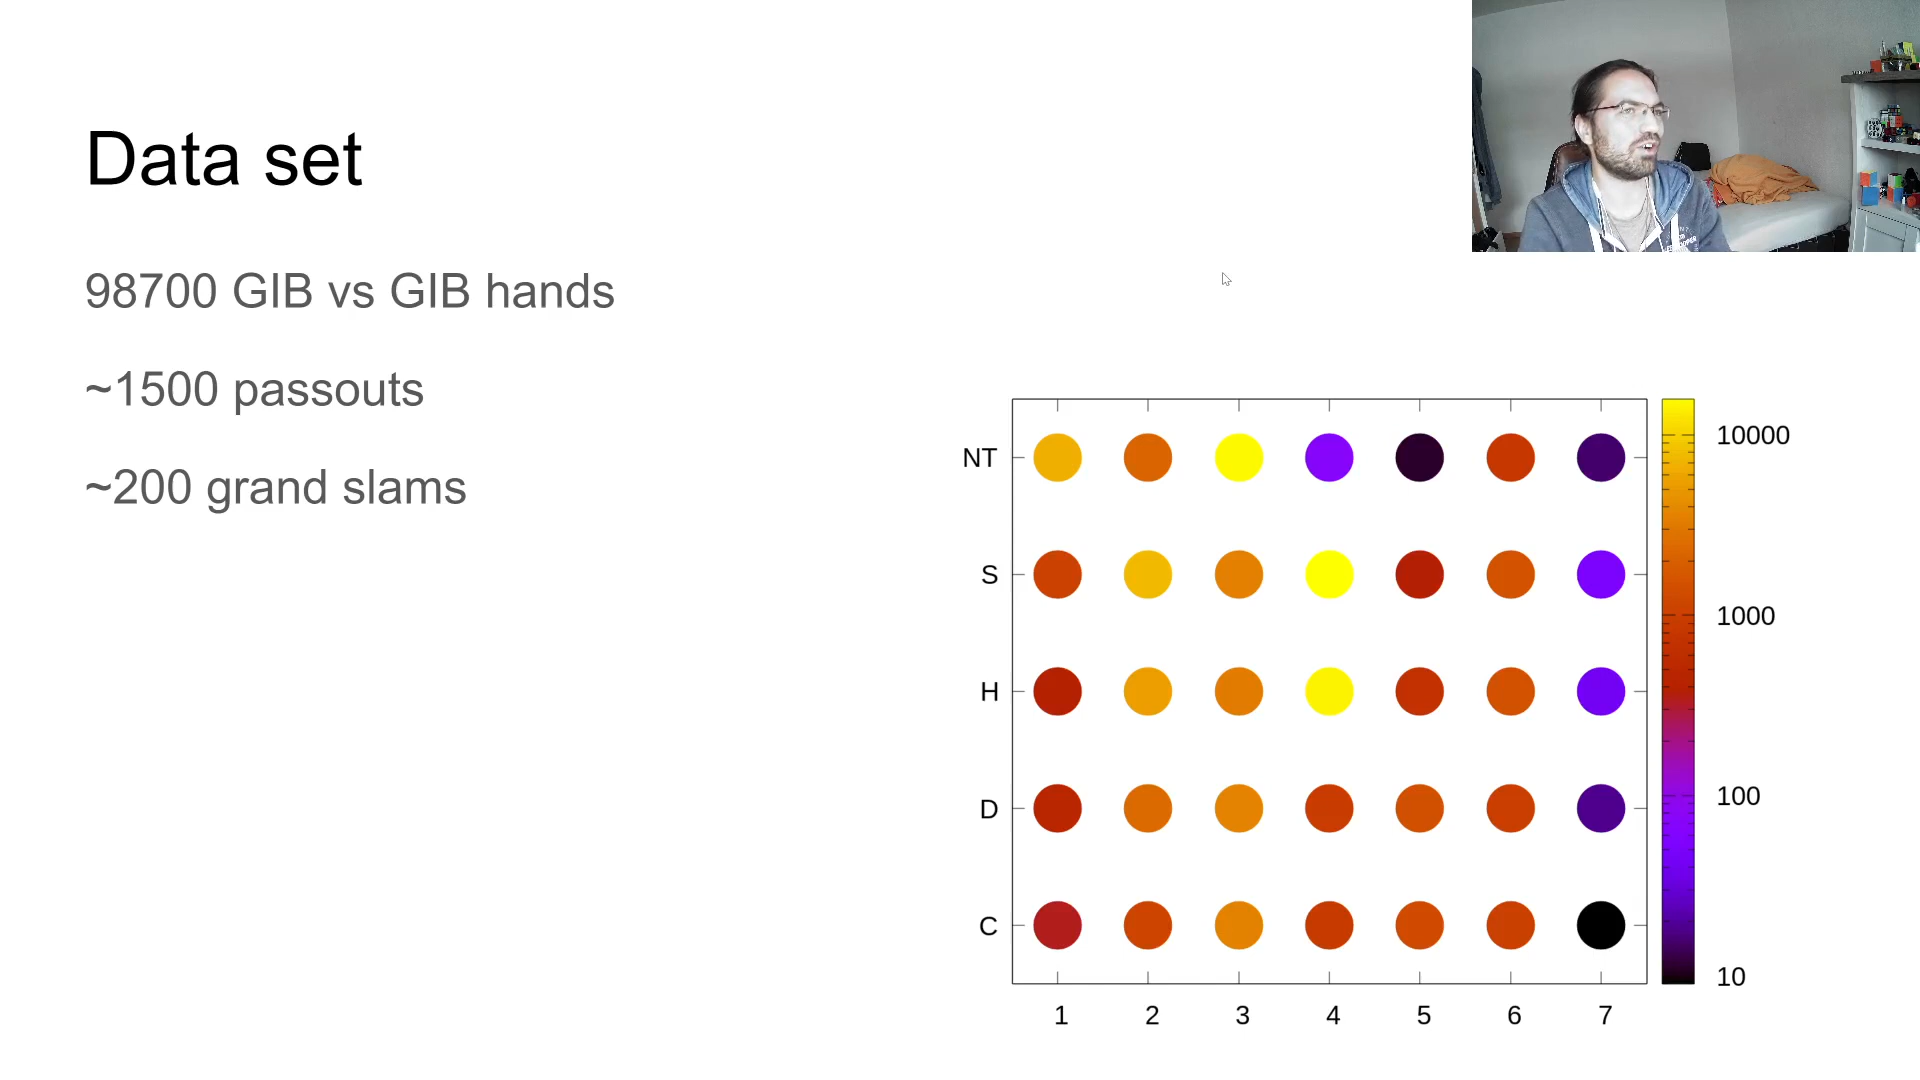 Data set
98700 GIB vs GIB hands
~1500 passouts
~200 grand slams
NT
S
H
D
C
1 2 3 4 5 6 7
10000
1000
100
10